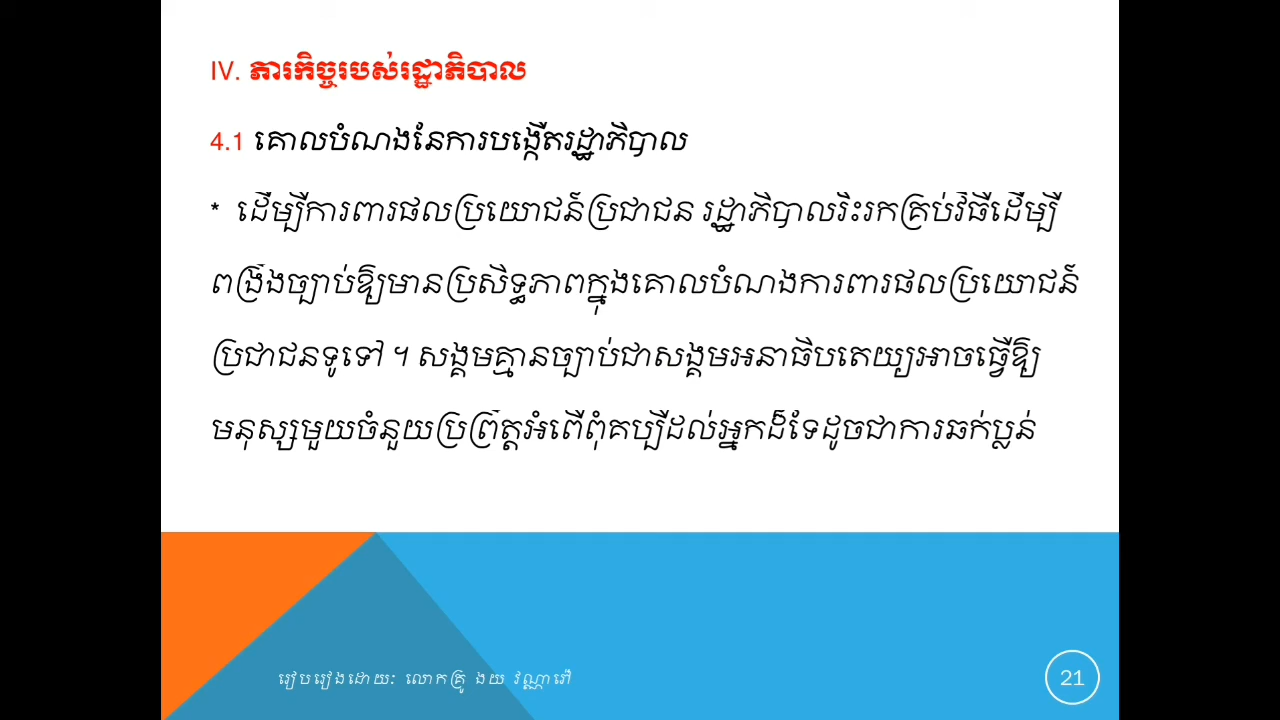 IV. ភារកិច្ចរបស់រដ្ឋាភិបាល
4.1 គោលបំណងនៃការបង្កើតរដ្ឋាភិបាល
* ដើម្បីការពារផលប្រយោជន៍ប្រជាជន រដ្ឋាភិបាលរិះរកគ្រប់វិធីដើម្បី
ពង្រឹងច្បាប់ឱ្យមានប្រសិទ្ធភាពក្នុងគោលបំណងការពារផលប្រយោជន៍
ប្រជាជនទូទៅ ។ សង្គមគ្មានច្បាប់ជាសង្គមអនាធិបតេយ្យអាចធ្វើឱ្យ
មនុស្សមួយចំនួយប្រព្រឹត្តអំពើពុំគប្បីដល់អ្នកដ៏ទែដូចជាការឆក់ប្លន់
រៀបរៀងដោយៈ លោកគ្រូ ងយ វណ្ណារ៉ៅ
21